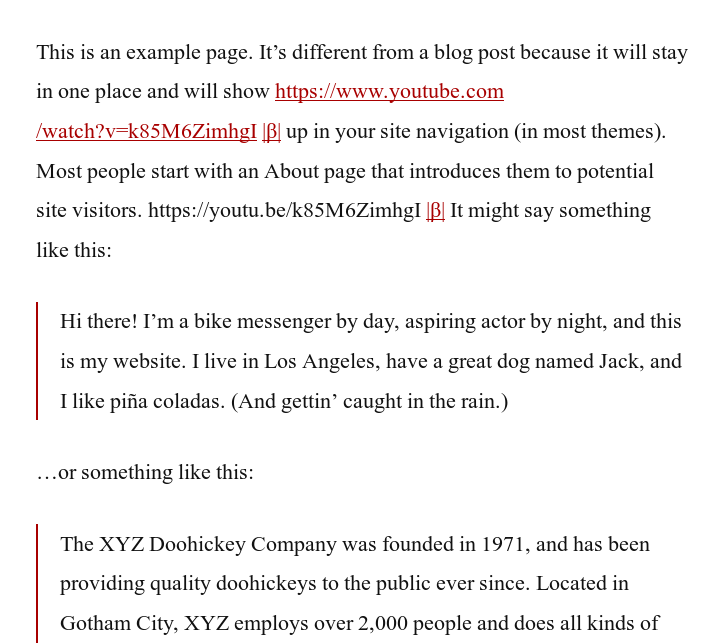 This is an example page. It’s different from a blog post because it will stay
in one place and will show https://www.youtube.com
/watch?v=k85M6ZimhgI |β| up in your site navigation (in most themes).
Most people start with an About page that introduces them to potential
site visitors. https://youtu.be/k85M6ZimhgI |β| It might say something
like this:
Hi there! I’m a bike messenger by day, aspiring actor by night, and this
is my website. I live in Los Angeles, have a great dog named Jack, and
I like piña coladas. (And gettin’ caught in the rain.)
…or something like this:
The XYZ Doohickey Company was founded in 1971, and has been
providing quality doohickeys to the public ever since. Located in
Gotham City, XYZ employs over 2,000 people and does all kinds of